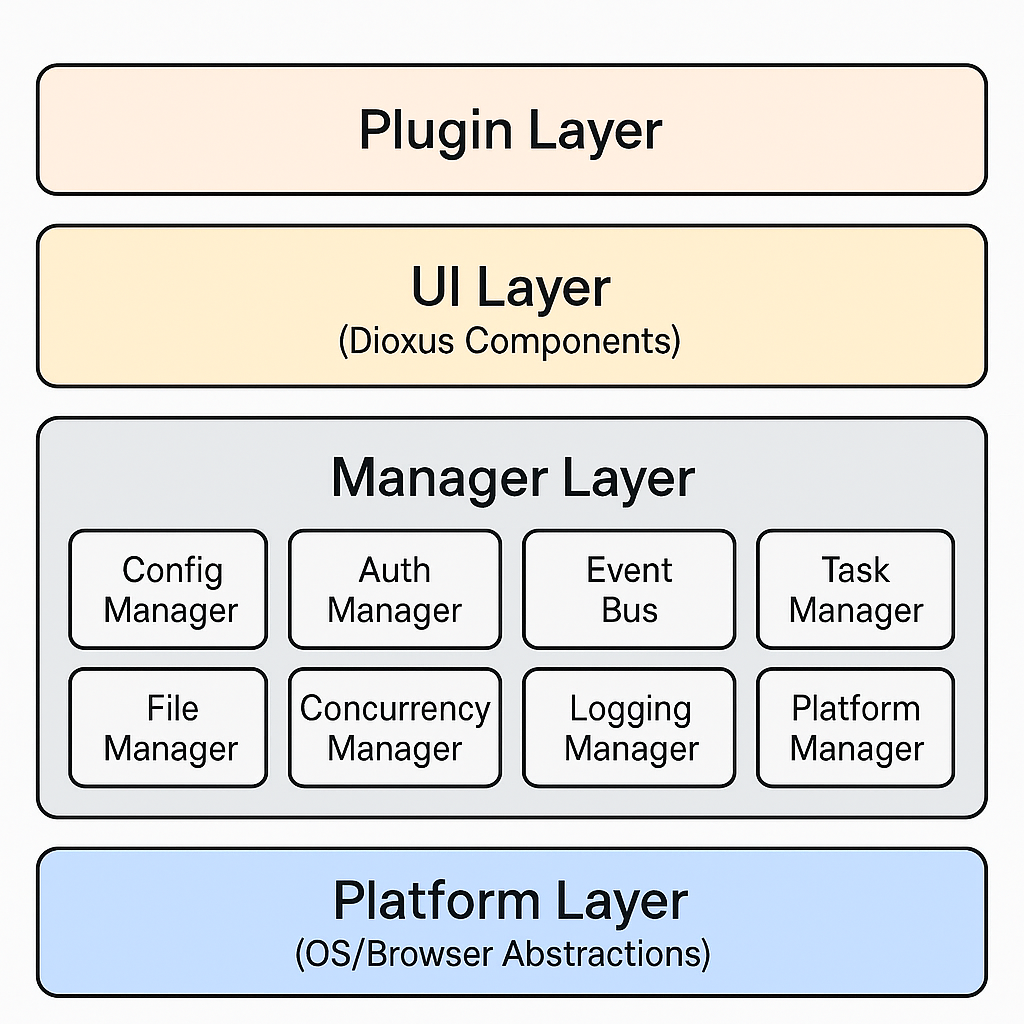 Plugin Layer
UI Layer
(Dioxus Components)
Manager Layer
Config
Manager
Auth
Manager
Event
Bus
Task
Manager
File
Manager
Concurrency
Manager
Logging
Manager
Platform
Manager
Platform Layer
(OS/Browser Abstractions)